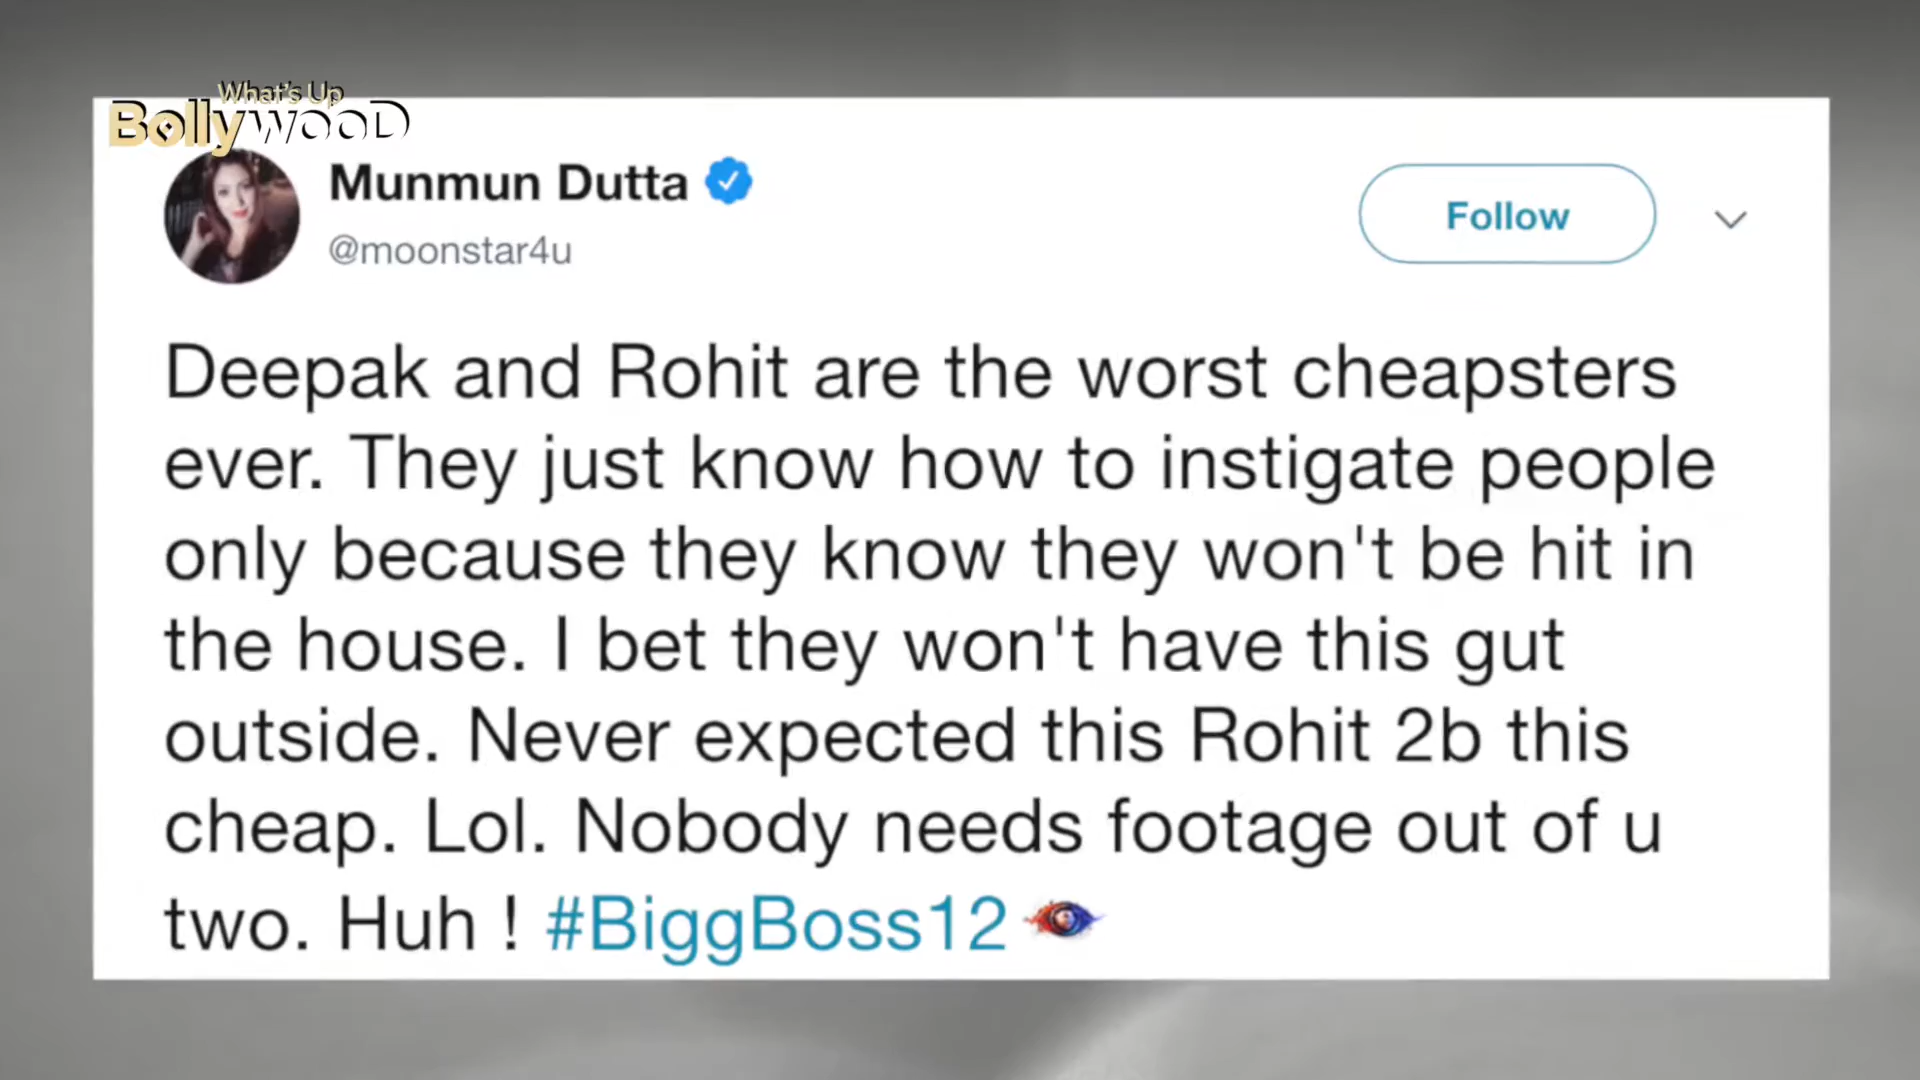 What's Up
Bollywood
Munmun Dutta
@moonstar4u
Follow
Deepak and Rohit are the worst cheapsters
ever. They just know how to instigate people
only because they know they won't be hit in
the house. I bet they won't have this gut
outside. Never expected this Rohit 2b this
cheap. Lol. Nobody needs footage out of u
two. Huh ! #BiggBoss12